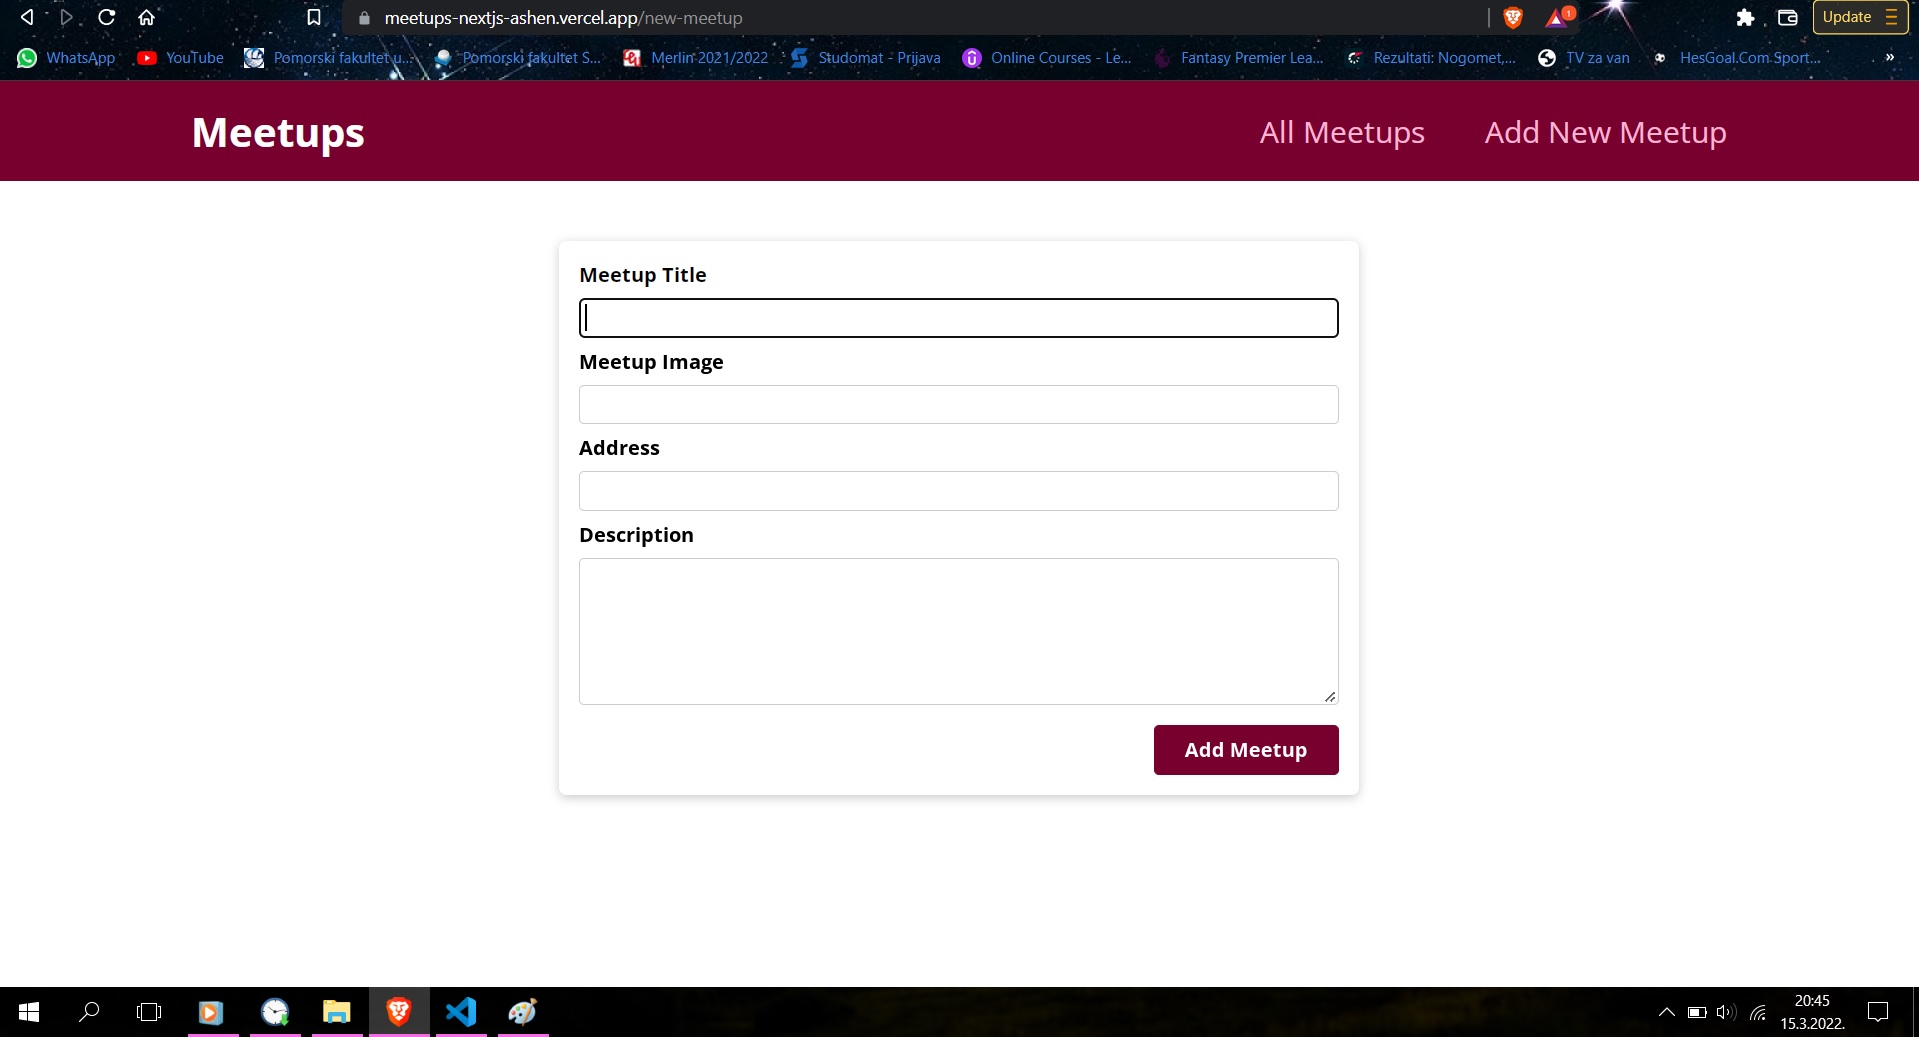 meetups-nextjs-ashen.vercel.app/new-meetup
1
Update
WhatsApp YouTube Pomorski fakultet u... Pomorski fakultet S... Merlin 2021/2022 Studomat - Prijava Online Courses - Le... Fantasy Premier Lea... Rezultati: Nogomet,... TV za van HesGoal.Com Sport... »
Meetups All Meetups Add New Meetup
Meetup Title
Meetup Image
Address
Description
Add Meetup
20:45
15.3.2022.